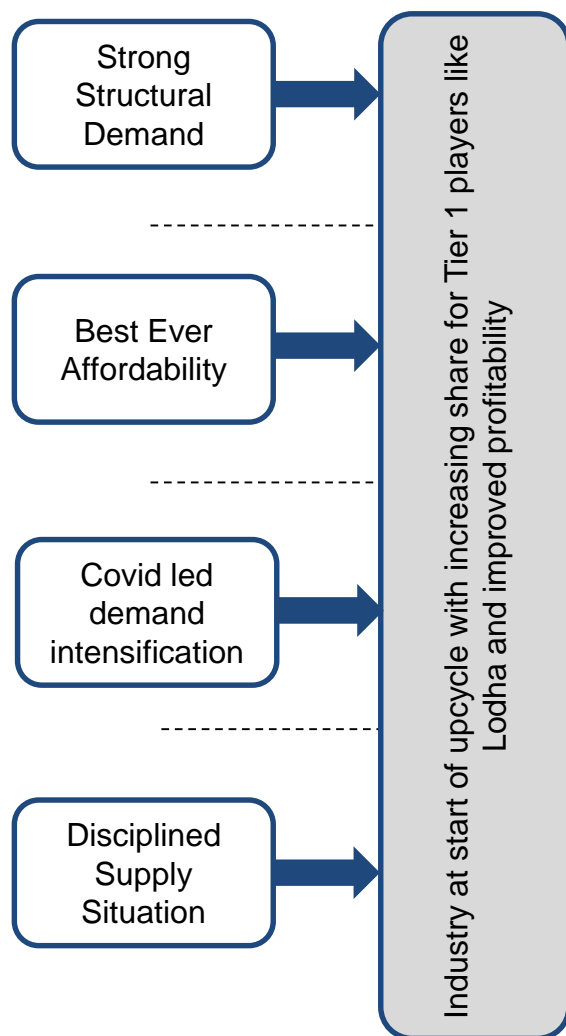 Strong
Structural
Demand
Best Ever
Affordability
Covid led
demand
intensification
Disciplined
Supply
Situation
Industry at start of upcycle with increasing share for Tier 1 players like
Lodha and improved profitability